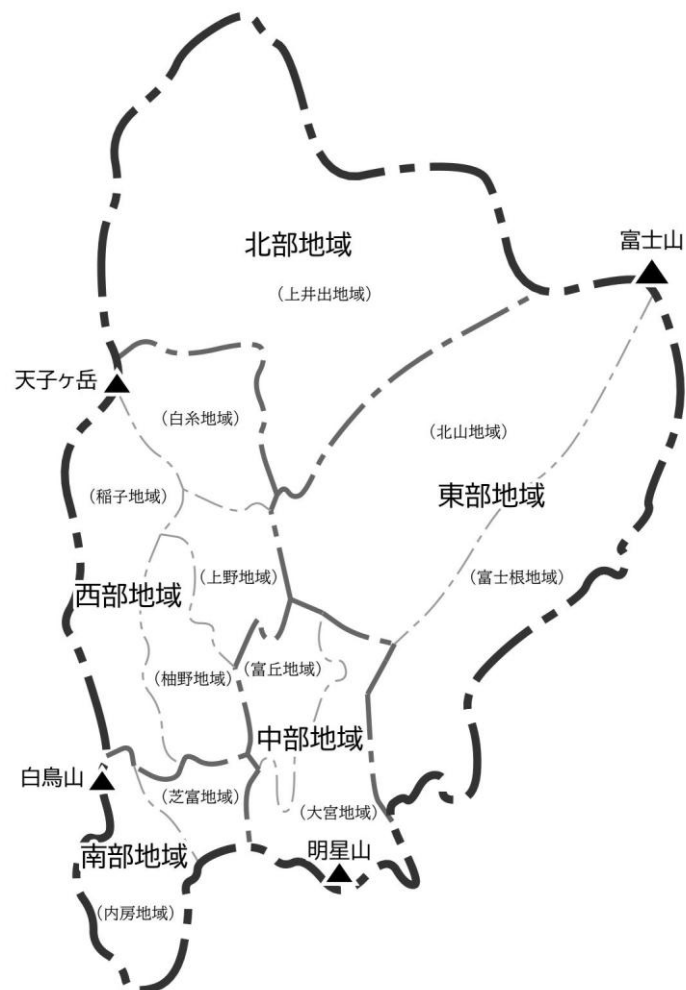 北部地域
富士山
（上井出地域）
天子ヶ岳
（白糸地域）
（北山地域）
（稲子地域）
東部地域
（上野地域）
（富士根地域）
西部地域
（富丘地域）
（柚野地域）
中部地域
白鳥山
（芝富地域）
（大宮地域）
明星山
南部地域
（内房地域）